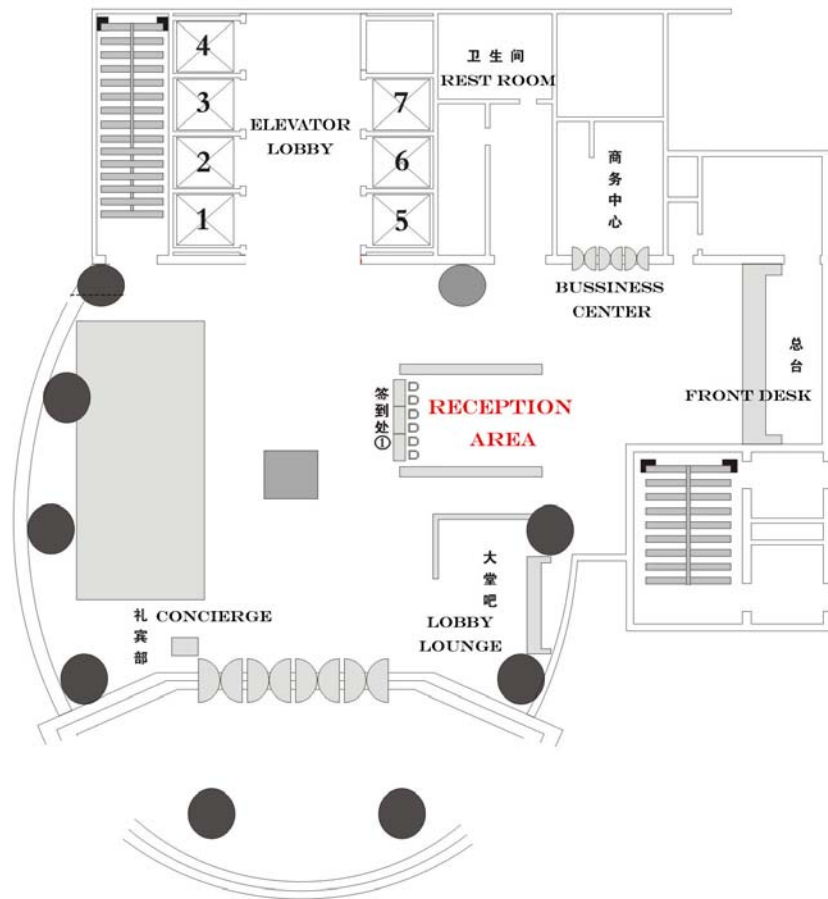 4
3
2
1
ELEVATOR
LOBBY
7
6
5
卫生间
REST ROOM
商务中心
BUSSINESS
CENTER
总台
FRONT DESK
签到处①
RECEPTION
AREA
大堂吧
LOBBY
LOUNGE
礼宾部
CONCIERGE